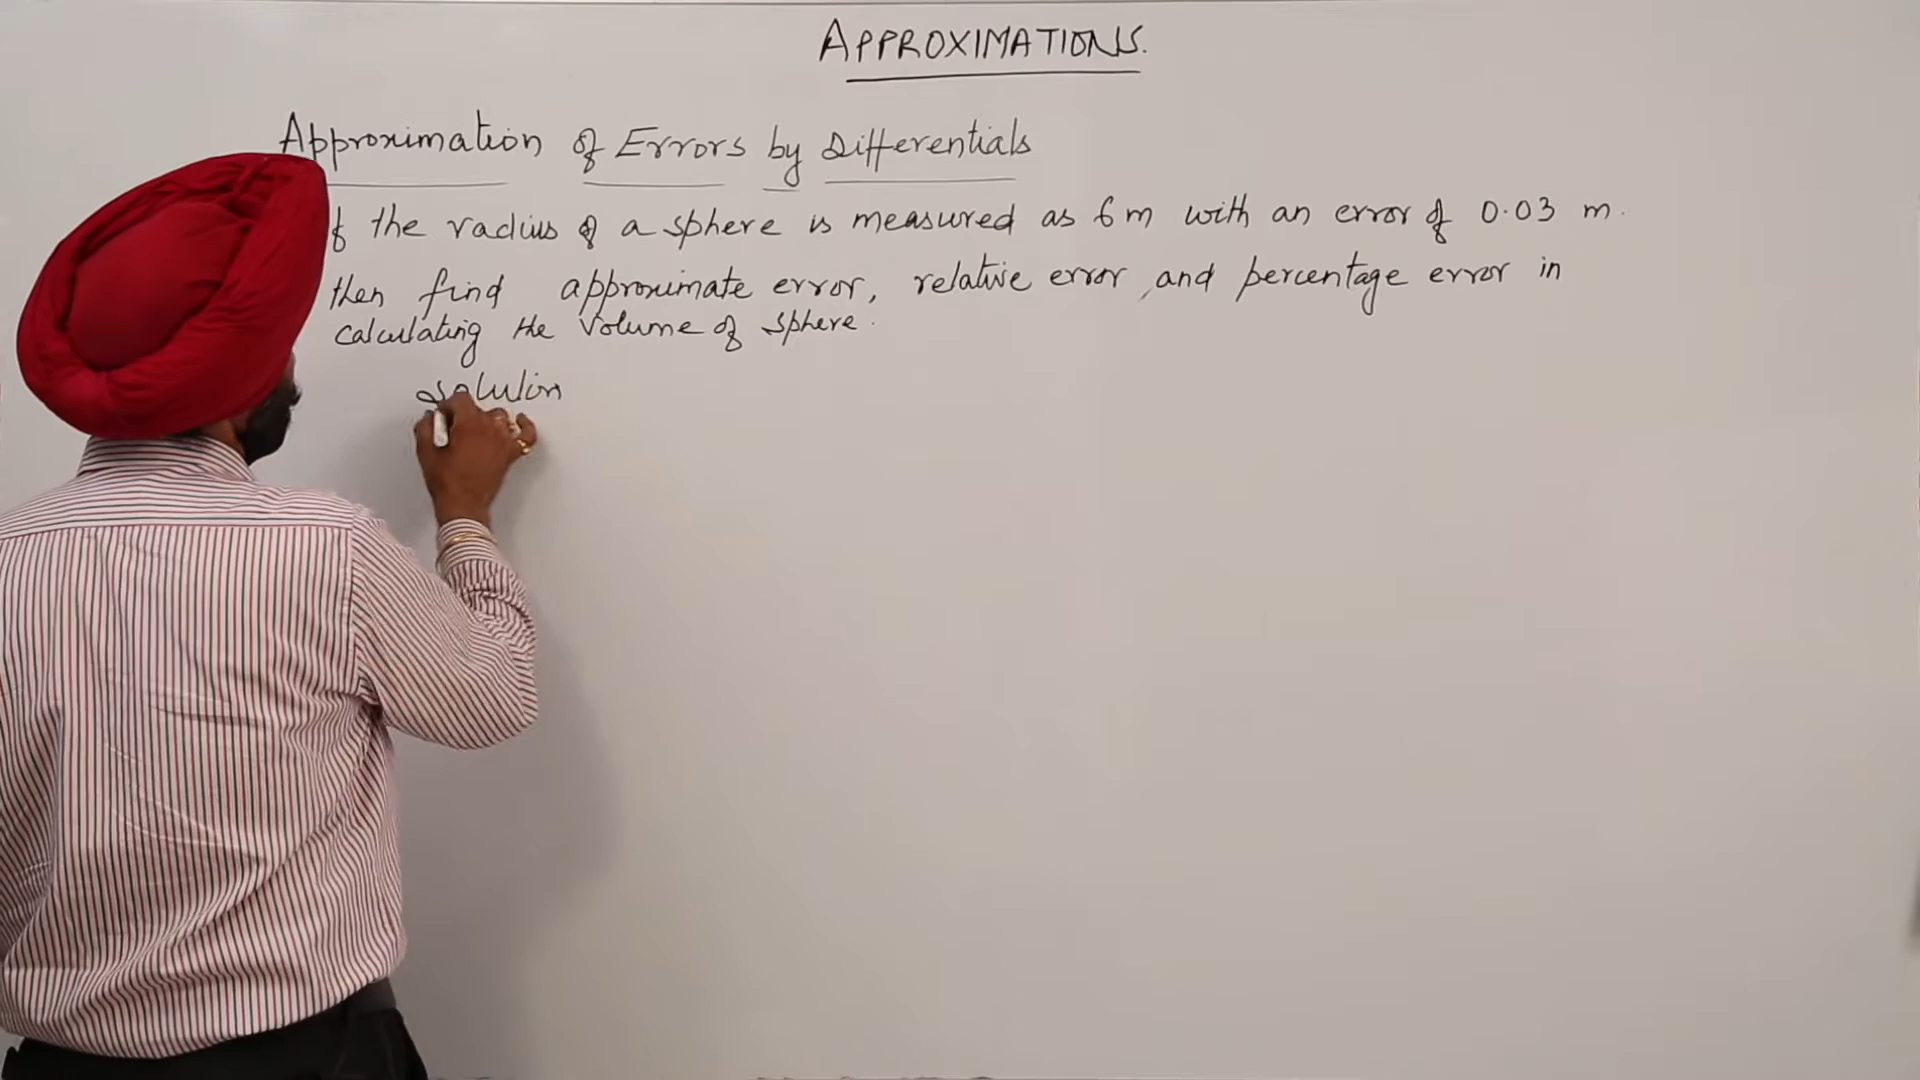 APPROXIMATIONS.
Approximation of Errors by Differentials
f the radius of a sphere is measured as 6 m with an error of 0.03 m.
then find approximate error, relative error, and percentage error in
calculating the volume of sphere.
Solution